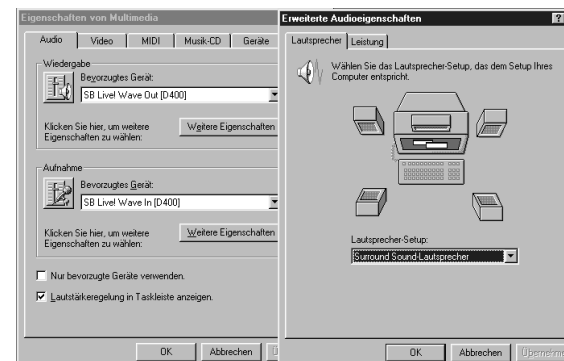 Eigenschaften von Multimedia
Audio Video MIDI Musik-CD Geräte
Wiedergabe
Bevorzugtes Gerät:
SB Live! Wave Out [D400]
Klicken Sie hier, um weitere
Eigenschaften zu wählen:
Weitere Eigenschaften
Aufnahme
Bevorzugtes Gerät:
SB Live! Wave In [D400]
Klicken Sie hier, um weitere
Eigenschaften zu wählen:
Weitere Eigenschaften
Nur bevorzugte Geräte verwenden.
Lautstärkeregelung in Taskleiste anzeigen.
OK Abbrechen Ü
Erweiterte Audioeigenschaften ?
Lautsprecher Leistung
Wählen Sie das Lautsprecher-Setup, das dem Setup Ihres
Computer entspricht.
Lautsprecher-Setup:
Surround Sound-Lautsprecher
OK Abbrechen Übernehme